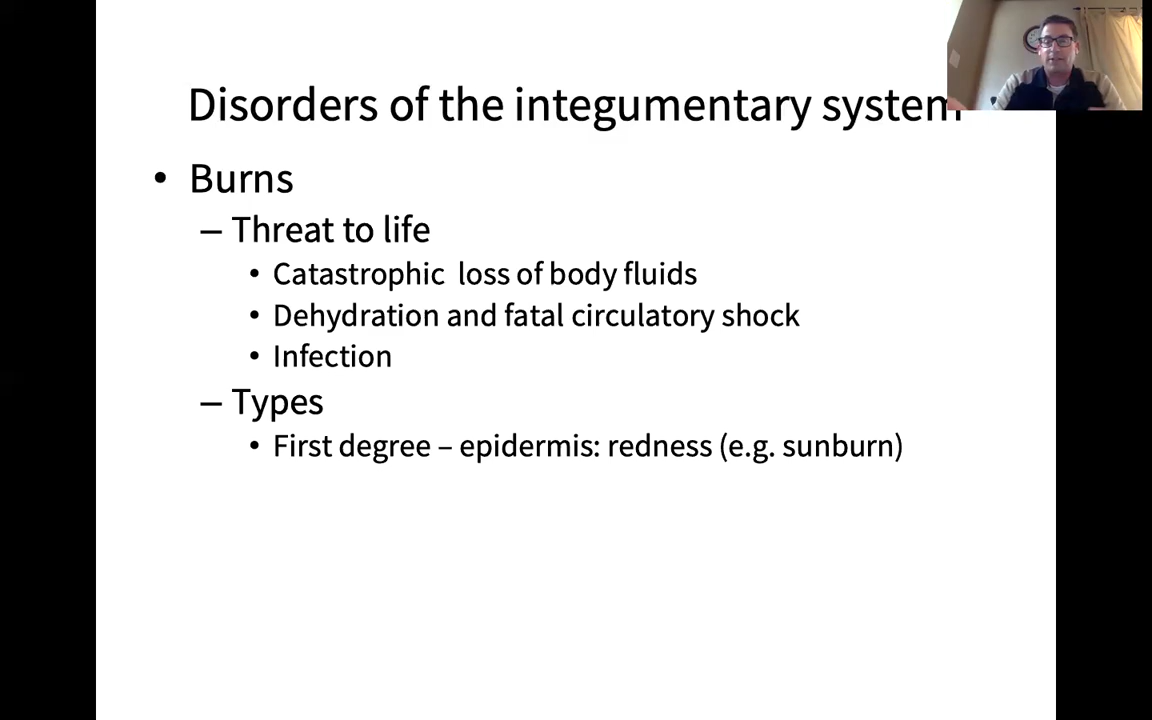 Disorders of the integumentary system
• Burns
– Threat to life
• Catastrophic loss of body fluids
• Dehydration and fatal circulatory shock
• Infection
– Types
• First degree – epidermis: redness (e.g. sunburn)